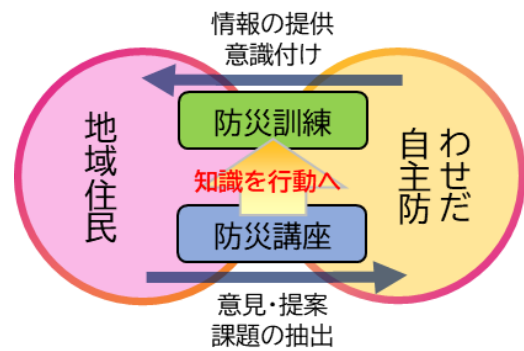 情報の提供
意識付け
防災訓練
地域住民
知識を行動へ
わせだ
自主防
防災講座
意見・提案
課題の抽出